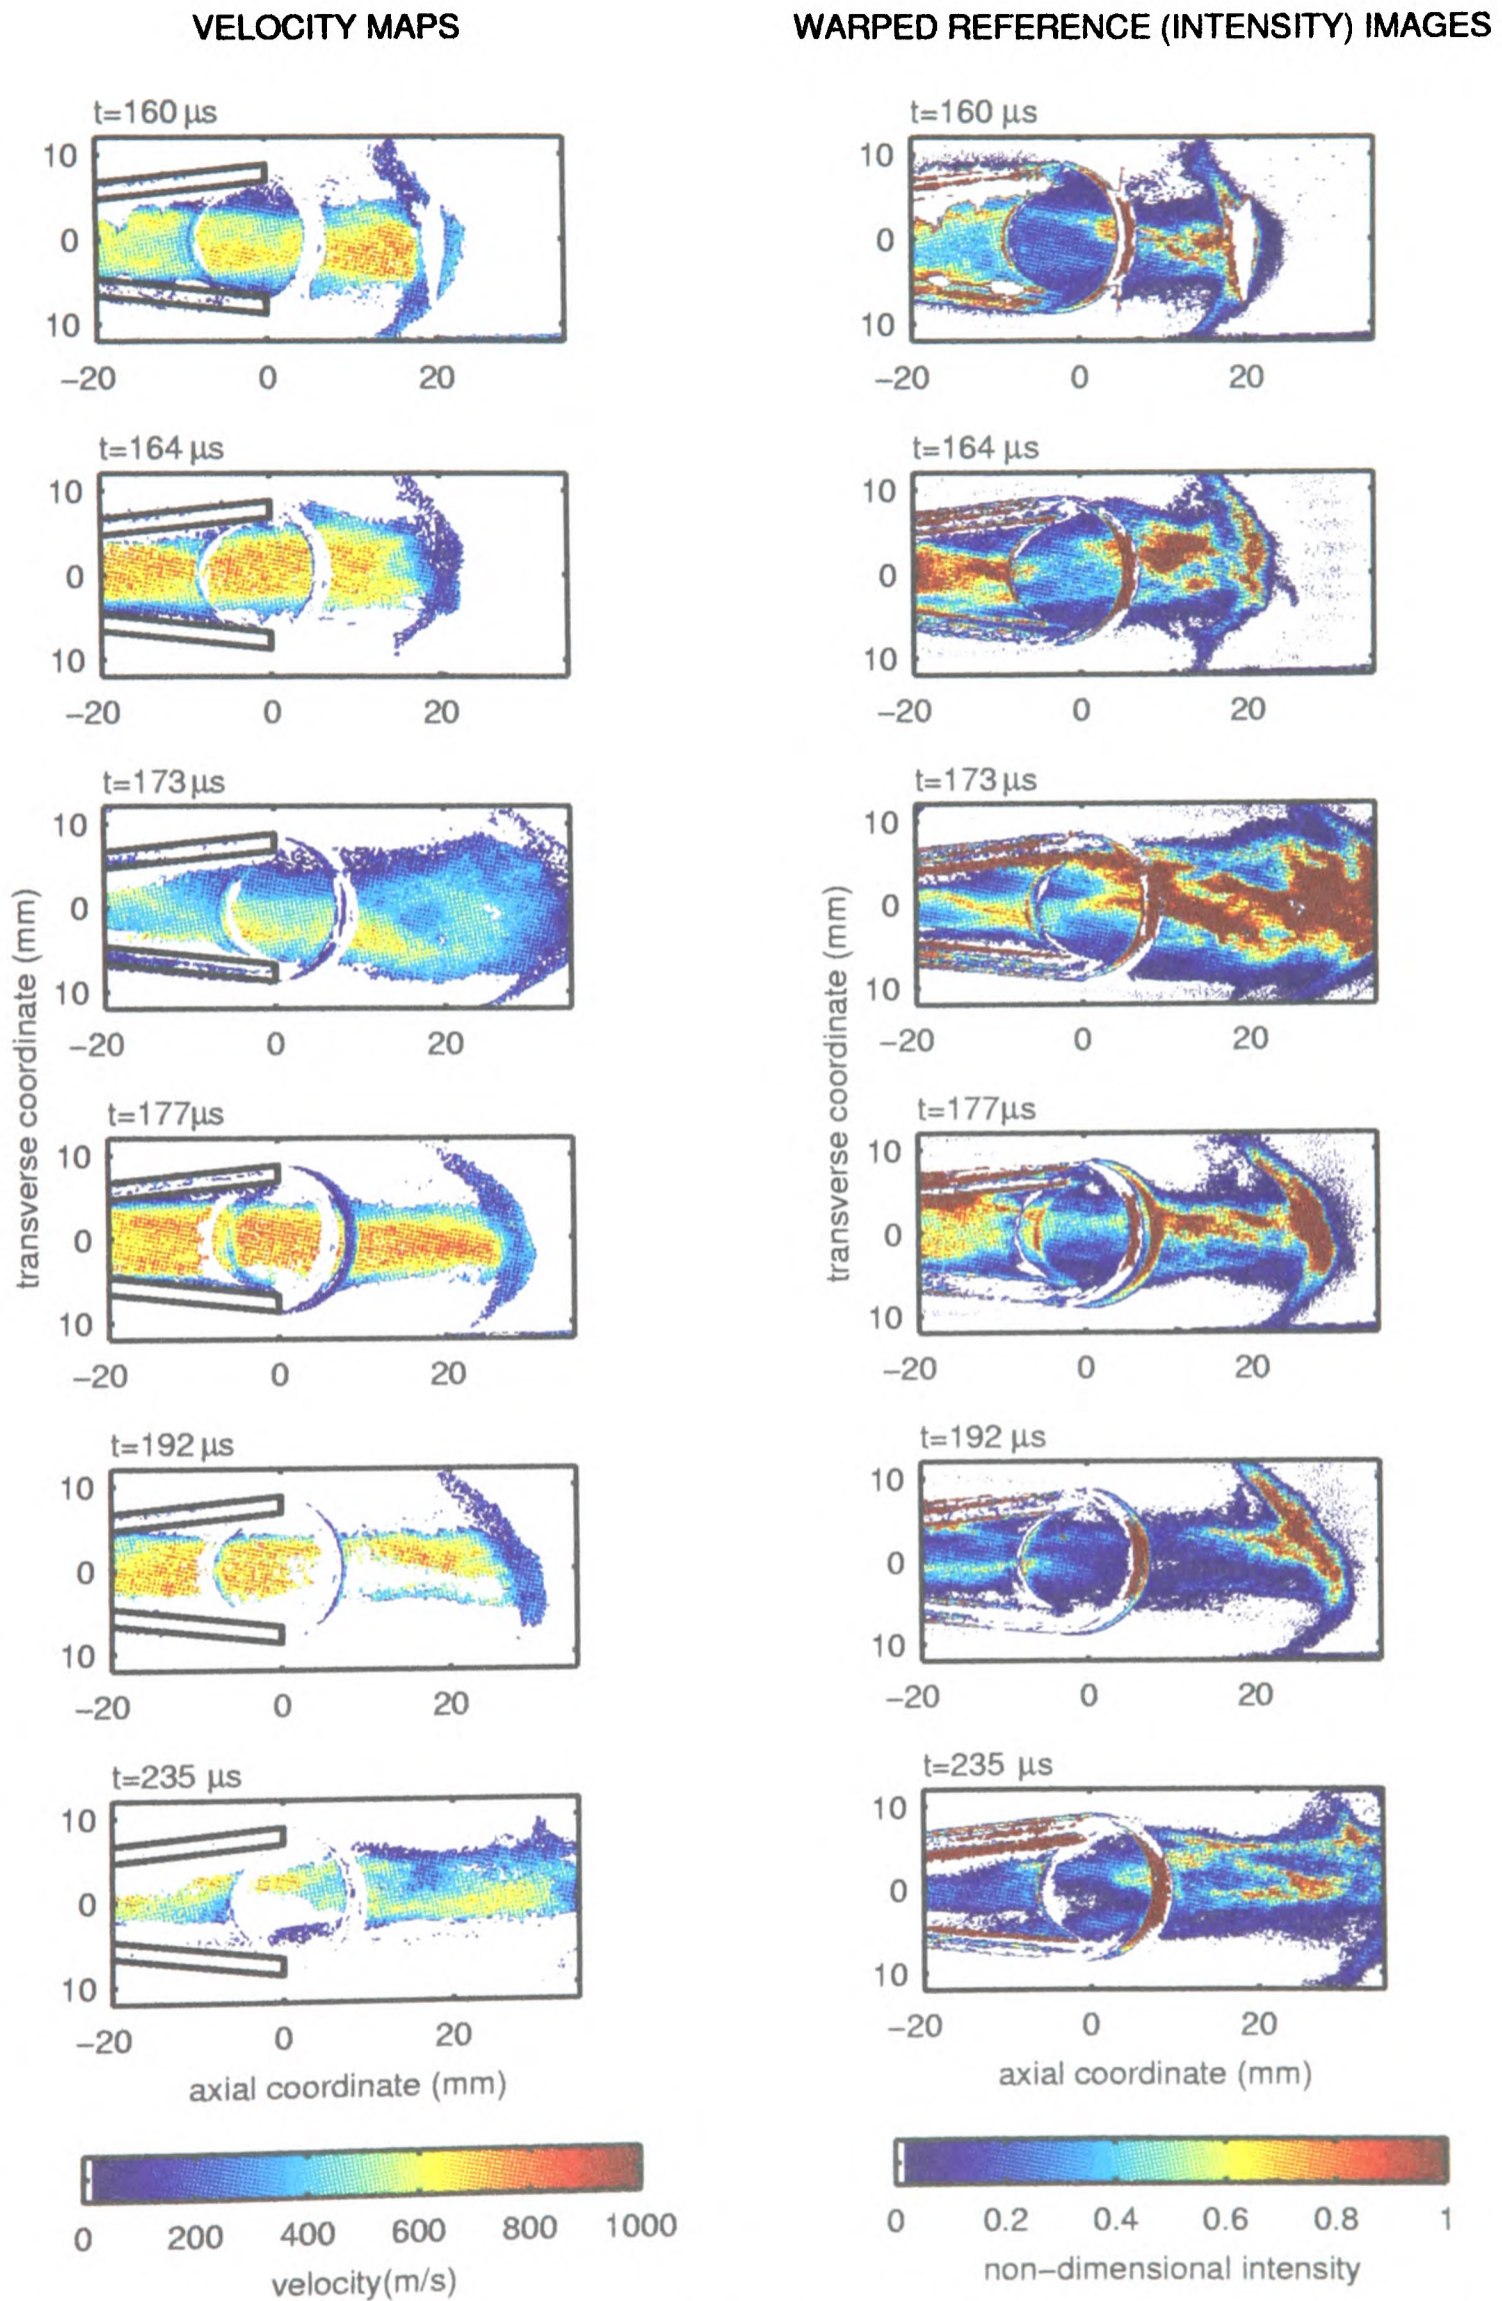 VELOCITY MAPS
WARPED REFERENCE (INTENSITY) IMAGES
t=160 µs
10
0
10
−20 0 20
t=160 µs
10
0
10
−20 0 20
t=164 µs
10
0
10
−20 0 20
t=164 µs
10
0
10
−20 0 20
t=173 µs
10
0
10
−20 0 20
t=173 µs
10
0
10
−20 0 20
transverse coordinate (mm)
transverse coordinate (mm)
t=177µs
10
0
10
−20 0 20
t=177µs
10
0
10
−20 0 20
t=192 µs
10
0
10
−20 0 20
t=192 µs
10
0
10
−20 0 20
t=235 µs
10
0
10
−20 0 20
axial coordinate (mm)
t=235 µs
10
0
10
−20 0 20
axial coordinate (mm)
0 200 400 600 800 1000
velocity(m/s)
0 0.2 0.4 0.6 0.8 1
non−dimensional intensity